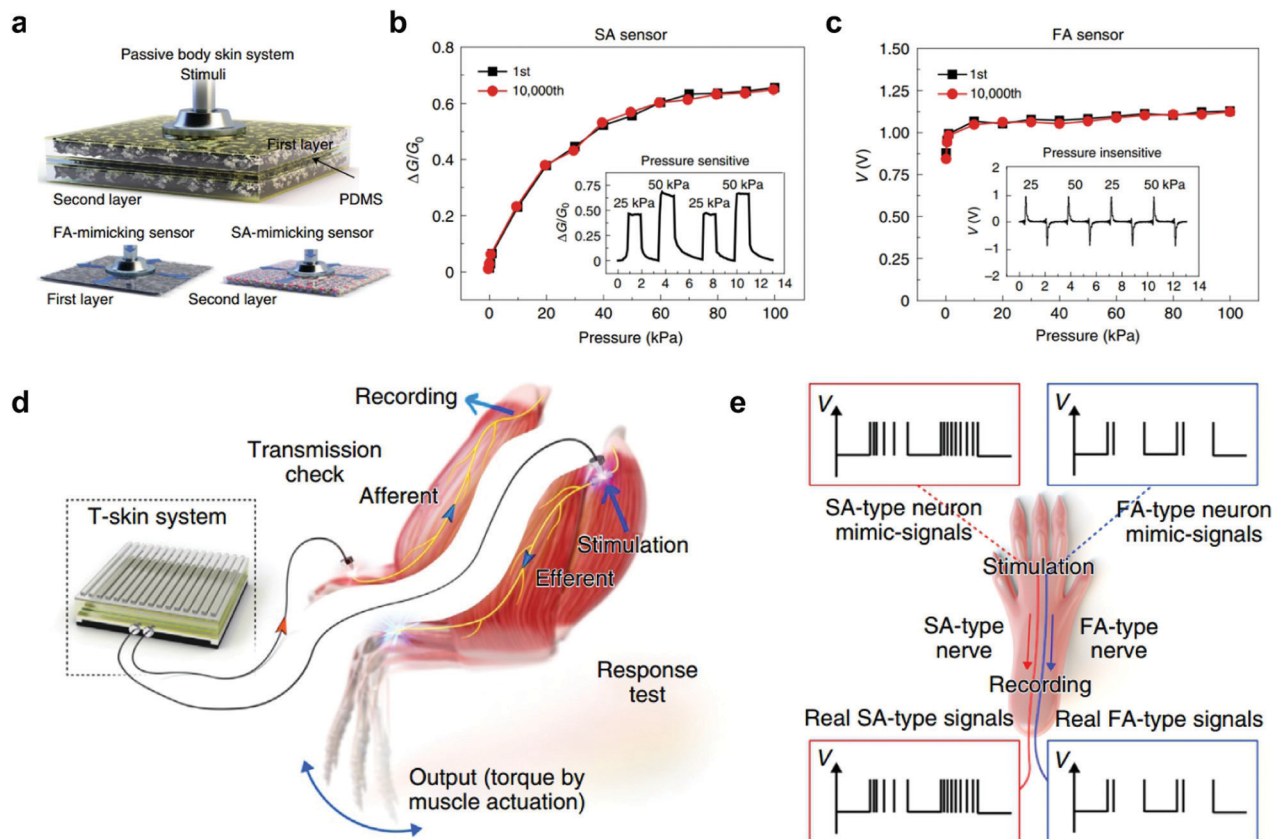 a
Passive body skin system
Stimuli
First layer
Second layer
PDMS
FA-mimicking sensor
SA-mimicking sensor
First layer
Second layer
b
SA sensor
0.8
0.6
0.4
0.2
0
ΔG/G0
1st
10,000th
Pressure sensitive
0.75
0.50
0.25
0.00
ΔG/G0
25 kPa
50 kPa
25 kPa
50 kPa
0 2 4 6 8 10 12 14
0 20 40 60 80 100
Pressure (kPa)
c
FA sensor
1.50
1.25
1.00
0.75
0.50
0.25
0.00
V (V)
1st
10,000th
Pressure insensitive
2
1
0
−1
−2
V (V)
25 50 25 50 kPa
0 2 4 6 8 10 12 14
0 20 40 60 80 100
Pressure (kPa)
d
Recording
Transmission
check
Afferent
T-skin system
Stimulation
Efferent
Response
test
Output (torque by
muscle actuation)
e
V
V
SA-type neuron
mimic-signals
FA-type neuron
mimic-signals
Stimulation
SA-type
nerve
FA-type
nerve
Recording
Real SA-type signals
Real FA-type signals
V
V